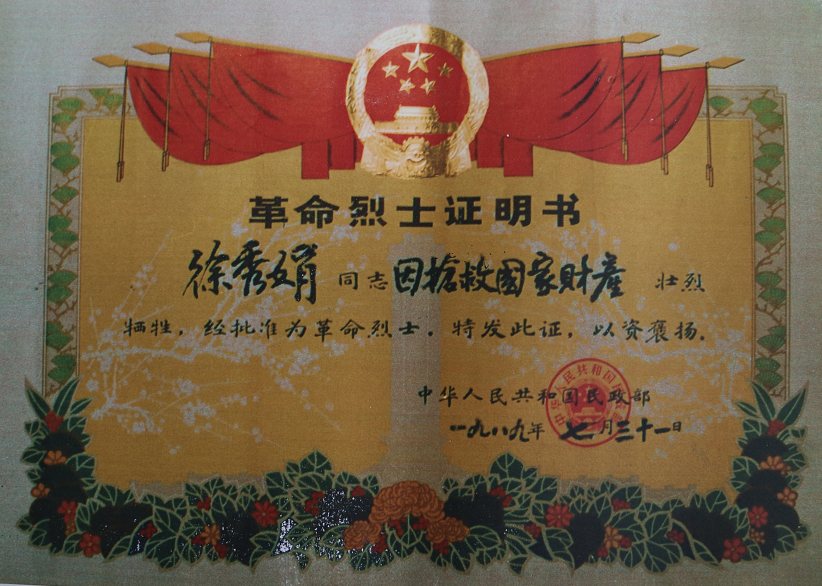 革命烈士证明书
徐秀娟 同志因抢救国家财产 壮烈
牺牲，经批准为革命烈士。特发此证，以资褒扬。
中华人民共和国民政部
一九八九年 七月三十一日